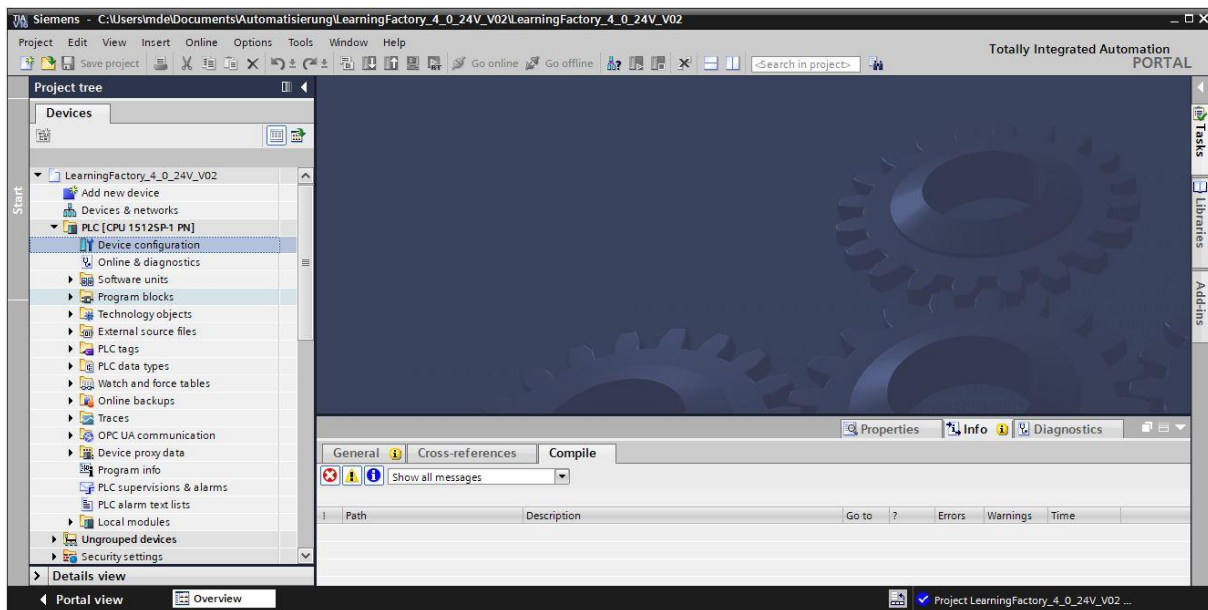 TIA V16 Siemens - C:\Users\mde\Documents\Automatisierung\LearningFactory_4_0_24V_V02\LearningFactory_4_0_24V_V02
Project Edit View Insert Online Options Tools Window Help
Totally Integrated Automation
PORTAL
Save project Go online Go offline <Search in project>
Project tree
Devices
Start
LearningFactory_4_0_24V_V02
Add new device
Devices & networks
PLC [CPU 1512SP-1 PN]
Device configuration
Online & diagnostics
Software units
Program blocks
Technology objects
External source files
PLC tags
PLC data types
Watch and force tables
Online backups
Traces
OPC UA communication
Device proxy data
Program info
PLC supervisions & alarms
PLC alarm text lists
Local modules
Ungrouped devices
Security settings
Details view
Tasks
Libraries
Add-ins
Properties Info Diagnostics
General Cross-references Compile
Show all messages
! Path Description Go to ? Errors Warnings Time
Portal view Overview Project LearningFactory_4_0_24V_V02 ...